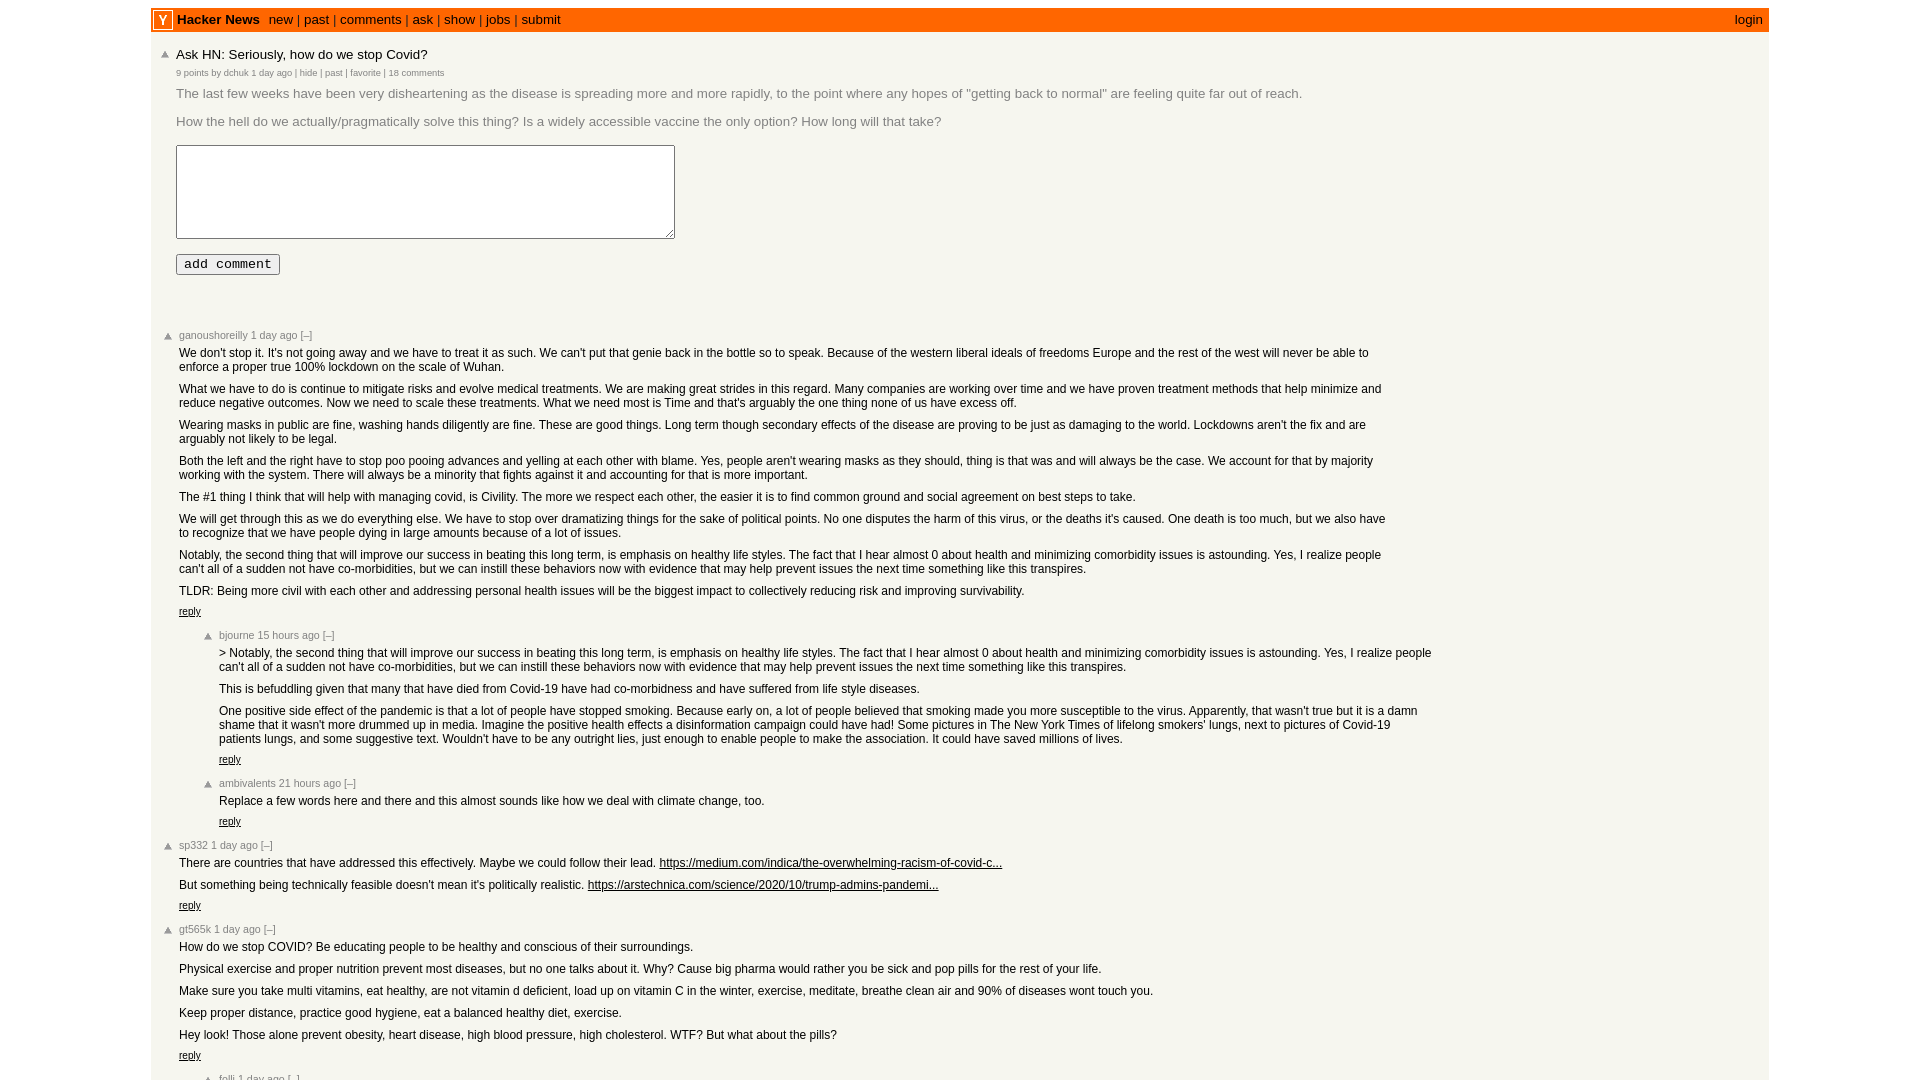 Y Hacker News new | past | comments | ask | show | jobs | submit login
Ask HN: Seriously, how do we stop Covid?
9 points by dchuk 1 day ago | hide | past | favorite | 18 comments
The last few weeks have been very disheartening as the disease is spreading more and more rapidly, to the point where any hopes of "getting back to normal" are feeling quite far out of reach.
How the hell do we actually/pragmatically solve this thing? Is a widely accessible vaccine the only option? How long will that take?
add comment
ganoushoreilly 1 day ago [–]
We don't stop it. It's not going away and we have to treat it as such. We can't put that genie back in the bottle so to speak. Because of the western liberal ideals of freedoms Europe and the rest of the west will never be able to
enforce a proper true 100% lockdown on the scale of Wuhan.
What we have to do is continue to mitigate risks and evolve medical treatments. We are making great strides in this regard. Many companies are working over time and we have proven treatment methods that help minimize and
reduce negative outcomes. Now we need to scale these treatments. What we need most is Time and that's arguably the one thing none of us have excess off.
Wearing masks in public are fine, washing hands diligently are fine. These are good things. Long term though secondary effects of the disease are proving to be just as damaging to the world. Lockdowns aren't the fix and are
arguably not likely to be legal.
Both the left and the right have to stop poo pooing advances and yelling at each other with blame. Yes, people aren't wearing masks as they should, thing is that was and will always be the case. We account for that by majority
working with the system. There will always be a minority that fights against it and accounting for that is more important.
The #1 thing I think that will help with managing covid, is Civility. The more we respect each other, the easier it is to find common ground and social agreement on best steps to take.
We will get through this as we do everything else. We have to stop over dramatizing things for the sake of political points. No one disputes the harm of this virus, or the deaths it's caused. One death is too much, but we also have
to recognize that we have people dying in large amounts because of a lot of issues.
Notably, the second thing that will improve our success in beating this long term, is emphasis on healthy life styles. The fact that I hear almost 0 about health and minimizing comorbidity issues is astounding. Yes, I realize people
can't all of a sudden not have co-morbidities, but we can instill these behaviors now with evidence that may help prevent issues the next time something like this transpires.
TLDR: Being more civil with each other and addressing personal health issues will be the biggest impact to collectively reducing risk and improving survivability.
reply
bjourne 15 hours ago [–]
> Notably, the second thing that will improve our success in beating this long term, is emphasis on healthy life styles. The fact that I hear almost 0 about health and minimizing comorbidity issues is astounding. Yes, I realize people
can't all of a sudden not have co-morbidities, but we can instill these behaviors now with evidence that may help prevent issues the next time something like this transpires.
This is befuddling given that many that have died from Covid-19 have had co-morbidness and have suffered from life style diseases.
One positive side effect of the pandemic is that a lot of people have stopped smoking. Because early on, a lot of people believed that smoking made you more susceptible to the virus. Apparently, that wasn't true but it is a damn
shame that it wasn't more drummed up in media. Imagine the positive health effects a disinformation campaign could have had! Some pictures in The New York Times of lifelong smokers' lungs, next to pictures of Covid-19
patients lungs, and some suggestive text. Wouldn't have to be any outright lies, just enough to enable people to make the association. It could have saved millions of lives.
reply
ambivalents 21 hours ago [–]
Replace a few words here and there and this almost sounds like how we deal with climate change, too.
reply
sp332 1 day ago [–]
There are countries that have addressed this effectively. Maybe we could follow their lead. https://medium.com/indica/the-overwhelming-racism-of-covid-c...
But something being technically feasible doesn't mean it's politically realistic. https://arstechnica.com/science/2020/10/trump-admins-pandemi...
reply
gt565k 1 day ago [–]
How do we stop COVID? Be educating people to be healthy and conscious of their surroundings.
Physical exercise and proper nutrition prevent most diseases, but no one talks about it. Why? Cause big pharma would rather you be sick and pop pills for the rest of your life.
Make sure you take multi vitamins, eat healthy, are not vitamin d deficient, load up on vitamin C in the winter, exercise, meditate, breathe clean air and 90% of diseases wont touch you.
Keep proper distance, practice good hygiene, eat a balanced healthy diet, exercise.
Hey look! Those alone prevent obesity, heart disease, high blood pressure, high cholesterol. WTF? But what about the pills?
reply
folli 1 day ago [–]